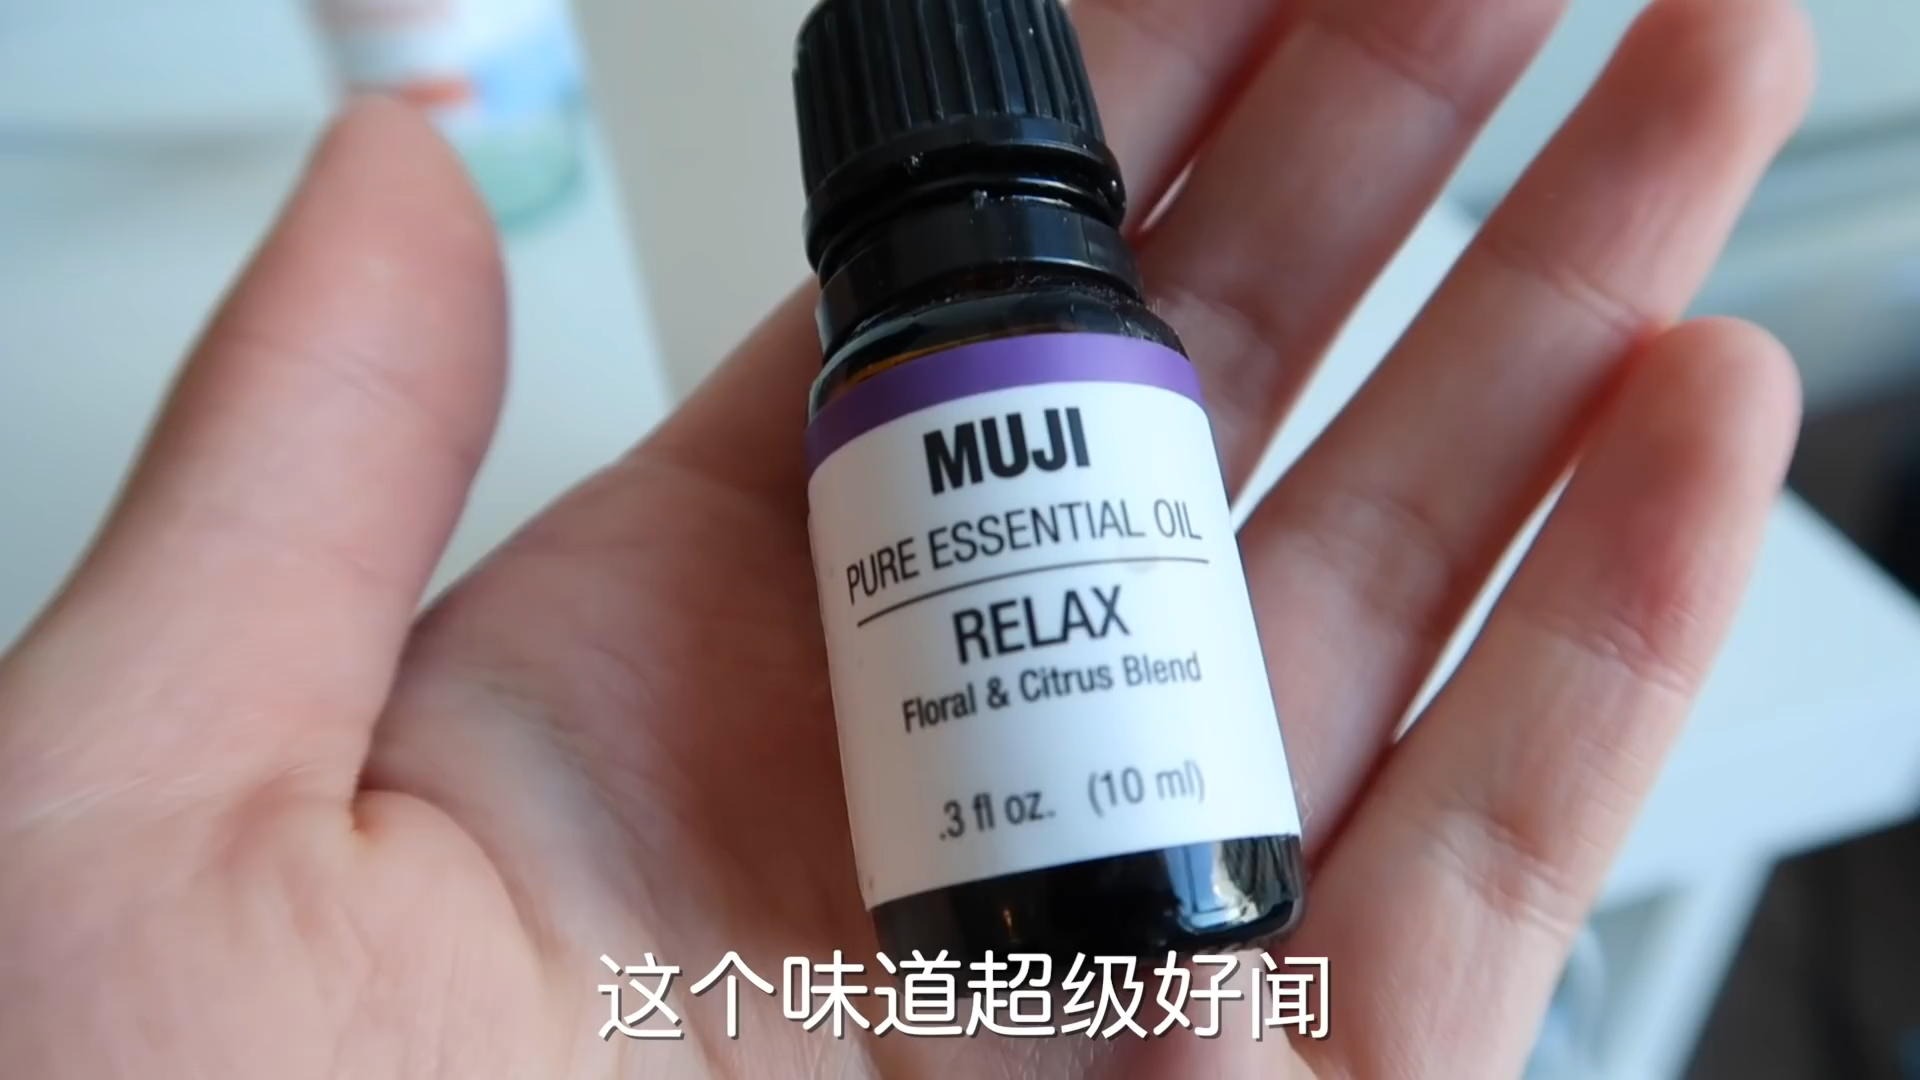 MUJI
PURE ESSENTIAL OIL
RELAX
Floral & Citrus Blend
.3 fl oz. (10 ml)
这个味道超级好闻